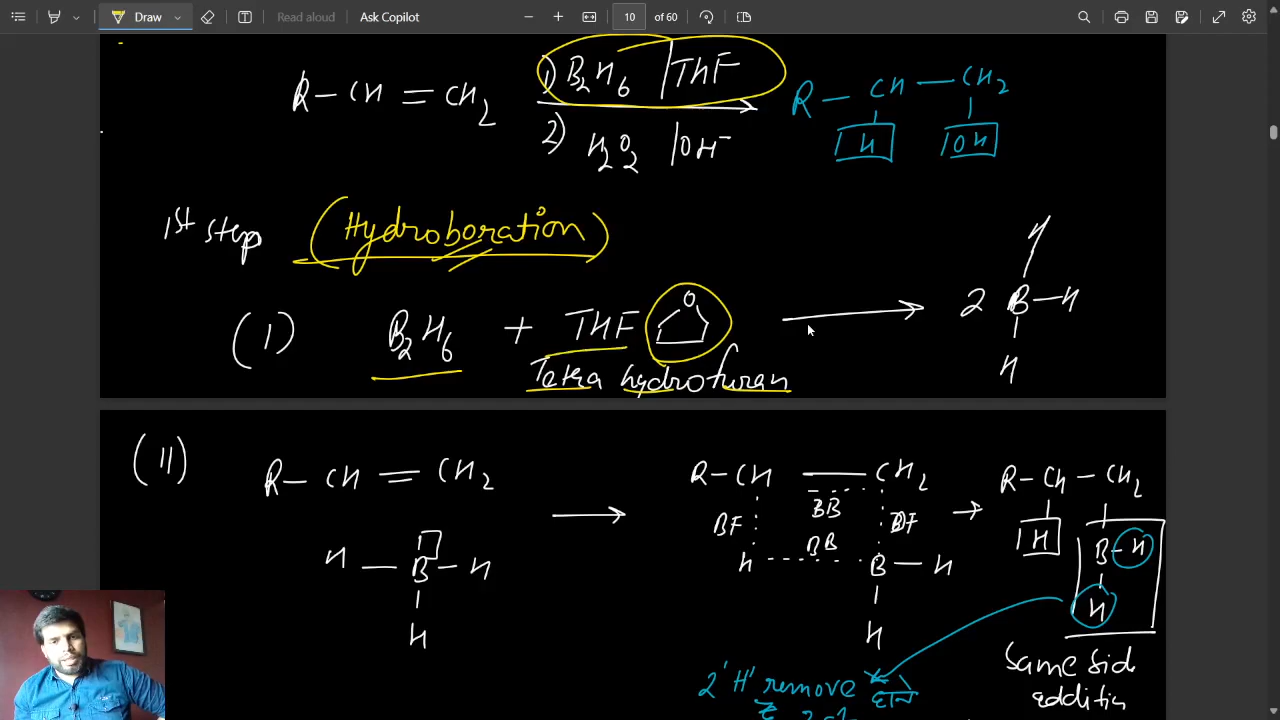 Draw
Read aloud
Ask Copilot
10 of 60
R-CH=CH2
1) B2H6 | THF
2) H2O2 | OH-
R-CH-CH2
H
OH
1st step (Hydroboration)
(I) B2H6 + THF
O
2 B-H
H
H
Tetra hydrofuran
(II) R-CH=CH2
H-B-H
H
R-CH CH2
BF BB BF
BB
H B-H
H
R-CH-CH2
H
B-H
H
same side
addition
2 'H' remove